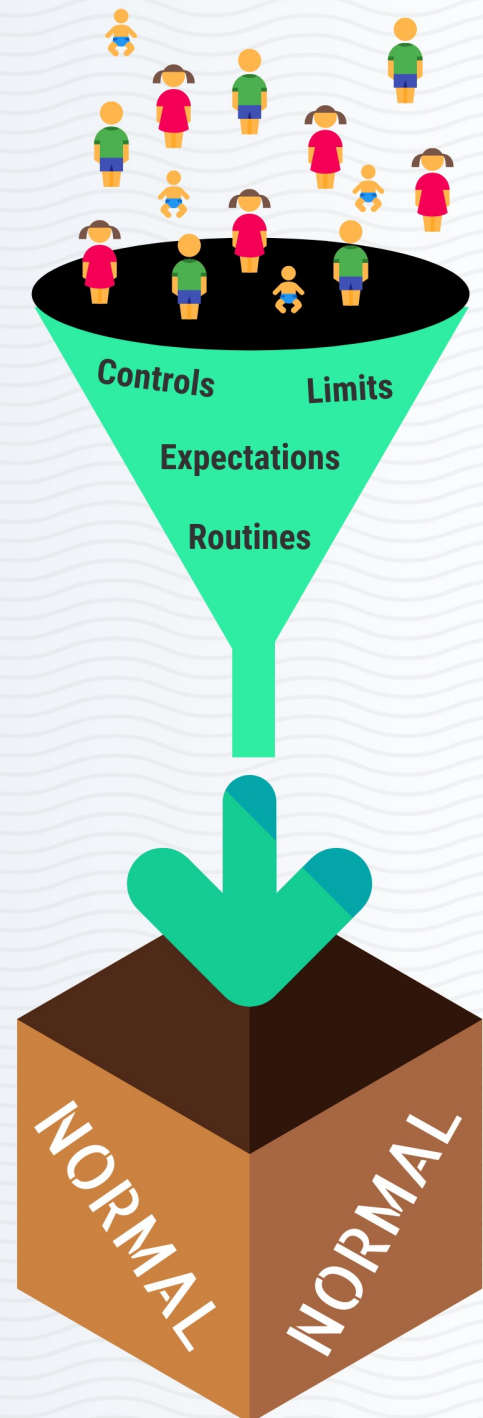 Controls
Limits
Expectations
Routines
NORMAL
NORMAL